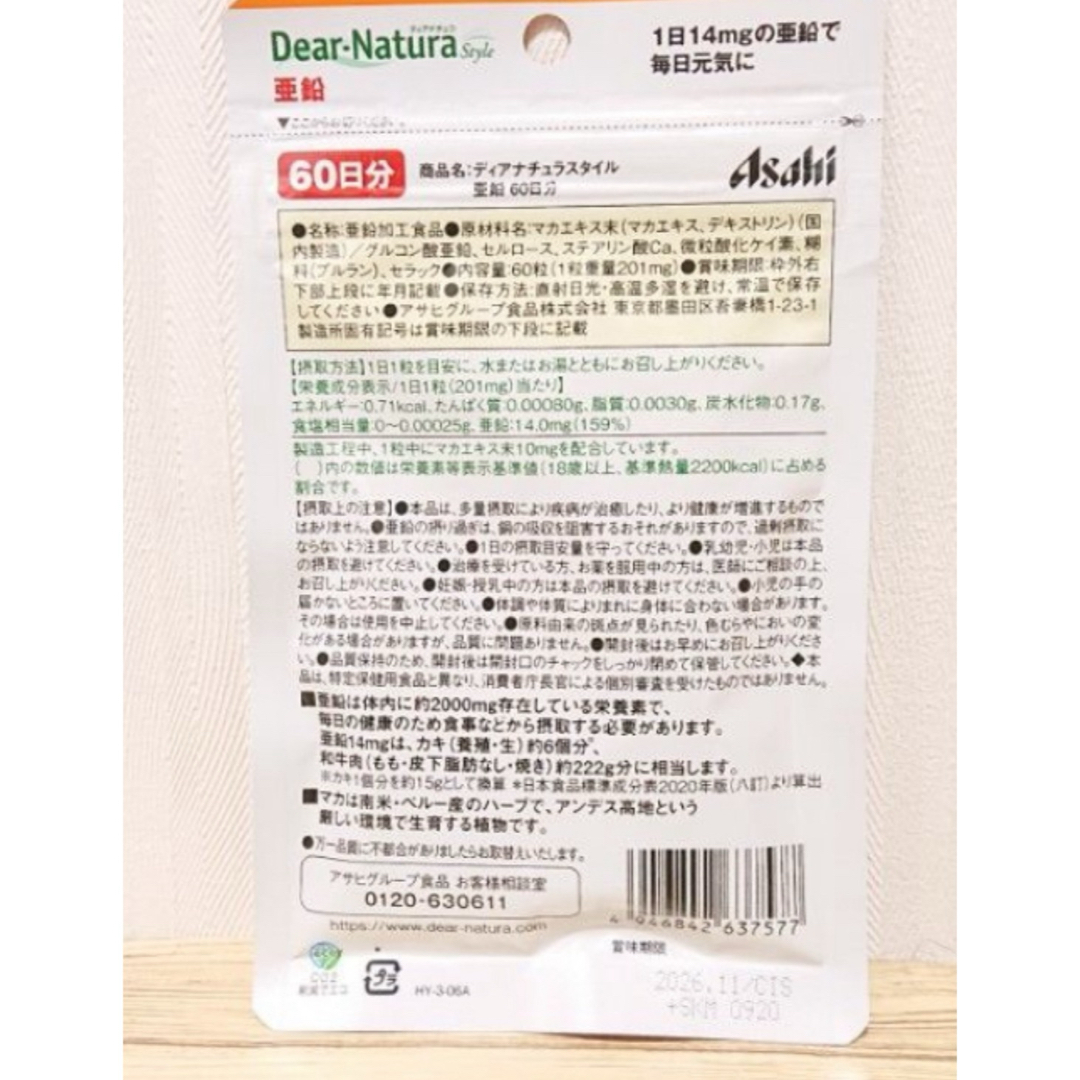 ディアナチュラ
Dear-Natura Style
亜鉛
1日14mgの亜鉛で
毎日元気に
▼ここからお切りください。
60日分
商品名:ディアナチュラスタイル
亜鉛 60日分
Asahi
●名称:亜鉛加工食品●原材料名:マカエキス末(マカエキス、デキストリン)(国
内製造)/グルコン酸亜鉛、セルロース、ステアリン酸Ca、微粒酸化ケイ素、糊
料(プルラン)、セラック●内容量:60粒(1粒重量201mg)●賞味期限:枠外右
下部上段に年月記載●保存方法:直射日光・高温多湿を避け、常温で保存
してください●アサヒグループ食品株式会社 東京都墨田区吾妻橋1-23-1
製造所固有記号は賞味期限の下段に記載
【摂取方法】1日1粒を目安に、水またはお湯とともにお召し上がりください。
【栄養成分表示/1日1粒(201mg)当たり】
エネルギー:0.71kcal、たんぱく質:0.00080g、脂質:0.0030g、炭水化物:0.17g、
食塩相当量:0~0.00025g、亜鉛:14.0mg(159%)
製造工程中、1粒中にマカエキス末10mgを配合しています。
( )内の数値は栄養素等表示基準値(18歳以上、基準熱量2200kcal)に占める
割合です。
【摂取上の注意】●本品は、多量摂取により疾病が治癒したり、より健康が増進するもので
はありません。●亜鉛の摂り過ぎは、銅の吸収を阻害するおそれがありますので、過剰摂取に
ならないよう注意してください。●1日の摂取目安量を守ってください。●乳幼児・小児は本品
の摂取を避けてください。●治療を受けている方、お薬を服用中の方は、医師にご相談の上、
お召し上がりください。●妊娠・授乳中の方は本品の摂取を避けてください。●小児の手の
届かないところに置いてください。●体調や体質によりまれに身体に合わない場合があります。
その場合は使用を中止してください。●原料由来の斑点が見られたり、色むらやにおいの変
化がある場合がありますが、品質に問題ありません。●開封後はお早めにお召し上がりくださ
い。●品質保持のため、開封後は開封口のチャックをしっかり閉めて保管してください。◆本
品は、特定保健用食品と異なり、消費者庁長官による個別審査を受けたものではありません。
■亜鉛は体内に約2000mg存在している栄養素で、
毎日の健康のため食事などから摂取する必要があります。
亜鉛14mgは、カキ(養殖・生)約6個分※、
和牛肉(もも・皮下脂肪なし・焼き)約222g分に相当します。
※カキ1個分を約15gとして換算 *日本食品標準成分表2020年版(八訂)より算出
■マカは南米・ペルー産のハーブで、アンデス高地という
厳しい環境で生育する植物です。
●万一品質に不都合がありましたらお取替えいたします。
アサヒグループ食品 お客様相談室
0120-630611
https://www.dear-natura.com
4 946842 637577
賞味期限
2026.11/CIS
+SKM 0920
CO2
削減でエコ
プラ
HY-3-06A